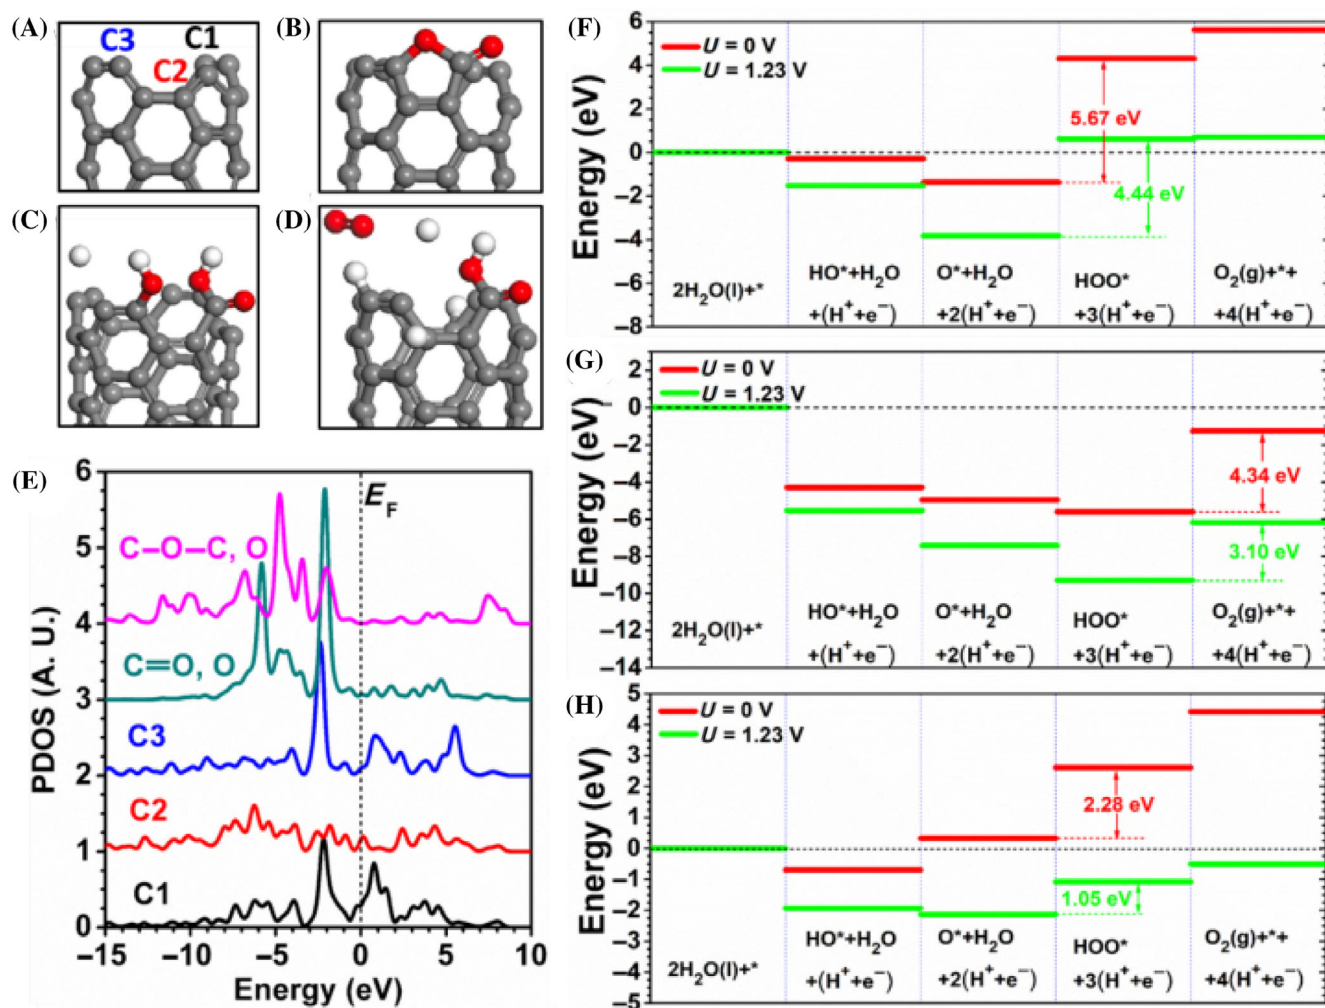 (A)
C3
C1
C2
(B)
(C)
(D)
(E)
6
5
4
3
2
1
0
PDOS (A. U.)
E_F
C–O–C, O
C=O, O
C3
C2
C1
−15 −10 −5 0 5 10
Energy (eV)
(F)
6
4
2
0
−2
−4
−6
−8
Energy (eV)
U = 0 V
U = 1.23 V
5.67 eV
4.44 eV
2H₂O(l)+*
HO*+H₂O
+(H⁺+e⁻)
O*+H₂O
+2(H⁺+e⁻)
HOO*
+3(H⁺+e⁻)
O₂(g)+*+
+4(H⁺+e⁻)
(G)
2
0
−2
−4
−6
−8
−10
−12
−14
Energy (eV)
U = 0 V
U = 1.23 V
4.34 eV
3.10 eV
2H₂O(l)+*
HO*+H₂O
+(H⁺+e⁻)
O*+H₂O
+2(H⁺+e⁻)
HOO*
+3(H⁺+e⁻)
O₂(g)+*+
+4(H⁺+e⁻)
(H)
5
4
3
2
1
0
−1
−2
−3
−4
−5
Energy (eV)
U = 0 V
U = 1.23 V
2.28 eV
1.05 eV
2H₂O(l)+*
HO*+H₂O
+(H⁺+e⁻)
O*+H₂O
+2(H⁺+e⁻)
HOO*
+3(H⁺+e⁻)
O₂(g)+*+
+4(H⁺+e⁻)